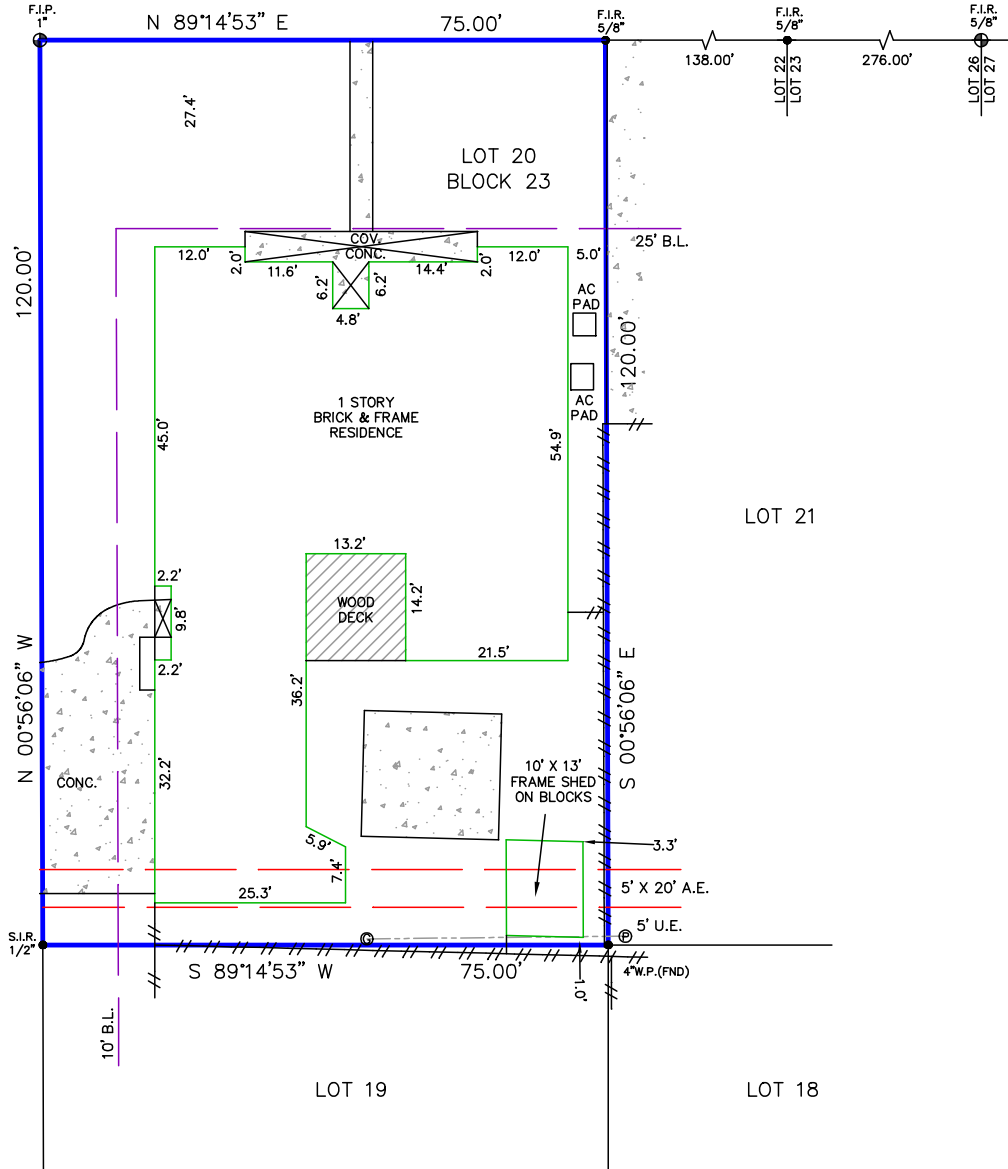 F.I.P.
1"
N 89°14'53" E
75.00'
F.I.R.
5/8"
F.I.R.
5/8"
F.I.R.
5/8"
138.00'
276.00'
LOT 22
LOT 23
LOT 26
LOT 27
27.4'
LOT 20
BLOCK 23
120.00'
25' B.L.
12.0'
2.0'
COV.
CONC.
11.6'
14.4'
2.0'
12.0'
5.0'
6.2'
6.2'
4.8'
AC
PAD
AC
PAD
120.00'
1 STORY
BRICK & FRAME
RESIDENCE
45.0'
54.9'
LOT 21
13.2'
WOOD
DECK
14.2'
2.2'
9.8'
2.2'
21.5'
36.2'
N 00°56'06" W
S 00°56'06" E
CONC.
32.2'
10' X 13'
FRAME SHED
ON BLOCKS
5.9'
7.4'
3.3'
25.3'
5' X 20' A.E.
5' U.E.
G
P
S.I.R.
1/2"
S 89°14'53" W
75.00'
1.0'
4"W.P.(FND)
10' B.L.
LOT 19
LOT 18